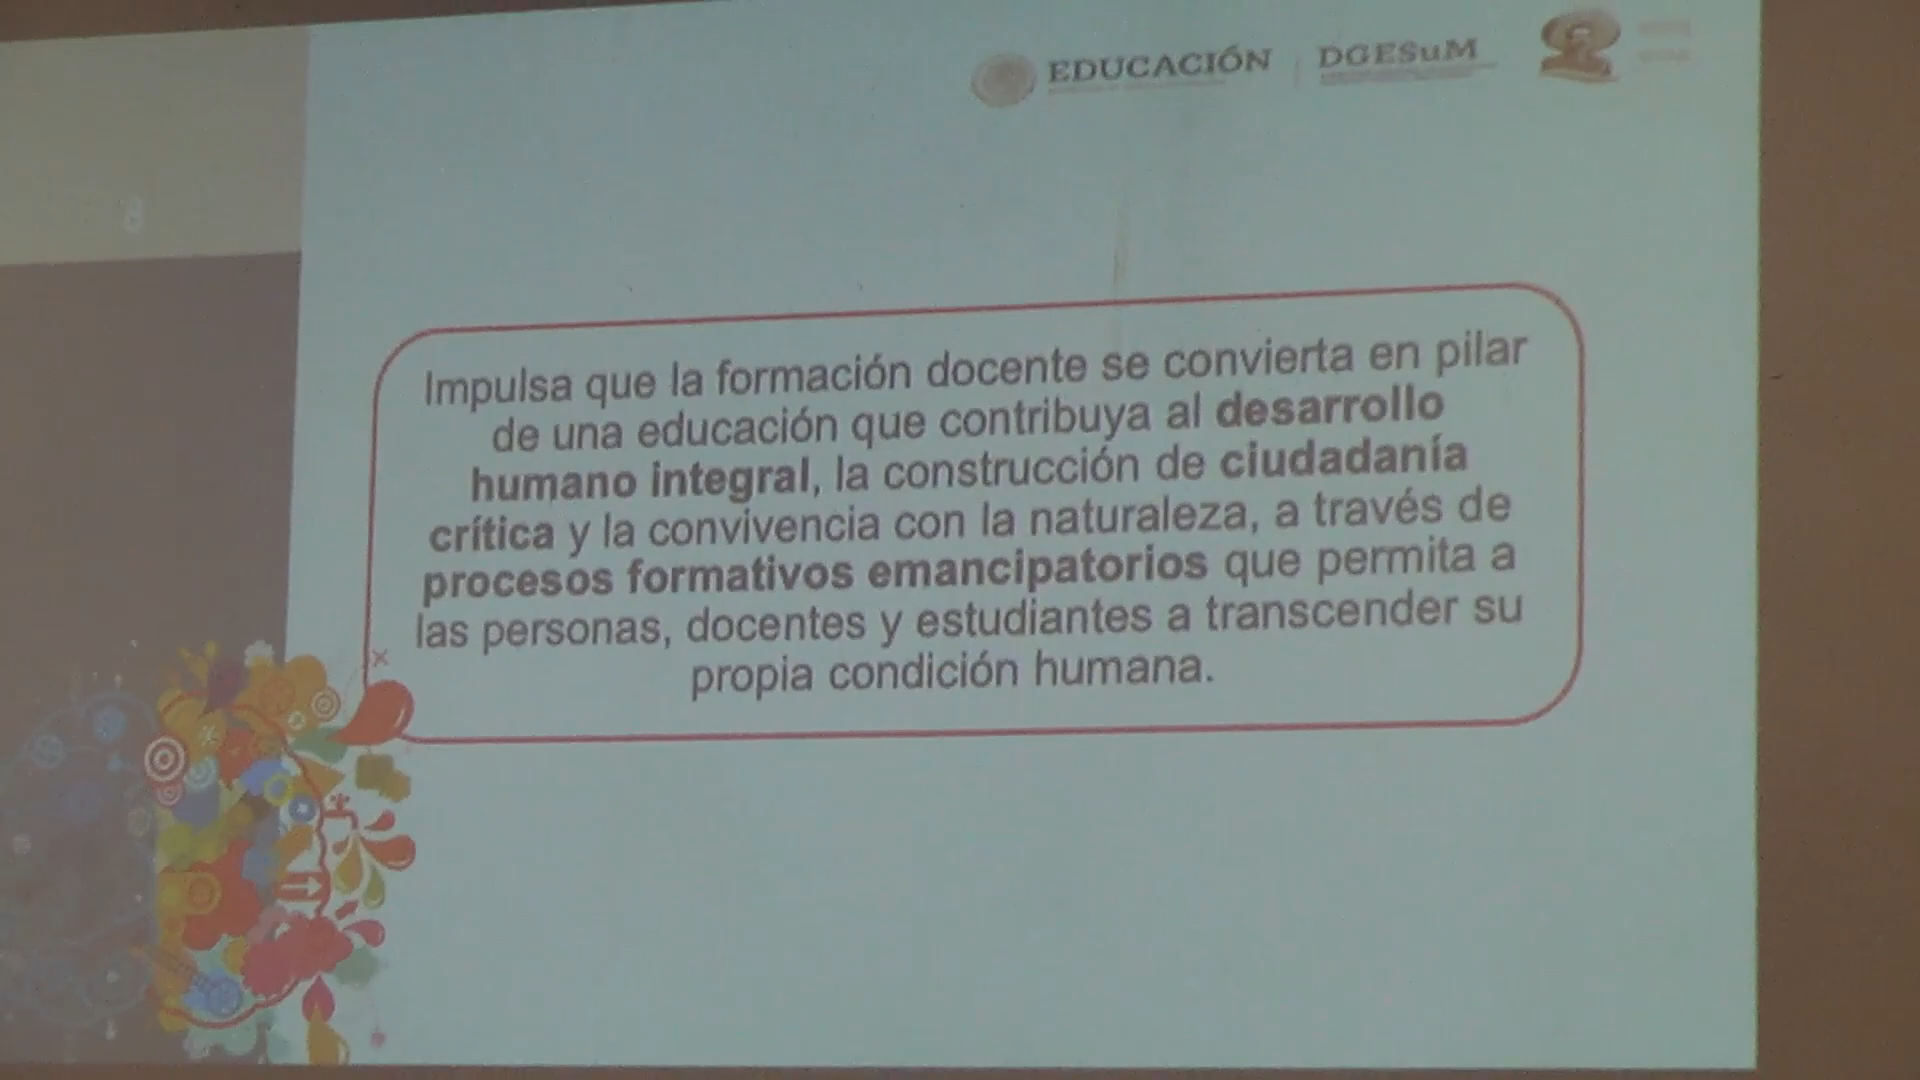 EDUCACIÓN
DGESuM
Impulsa que la formación docente se convierta en pilar
de una educación que contribuya al desarrollo
humano integral, la construcción de ciudadanía
crítica y la convivencia con la naturaleza, a través de
procesos formativos emancipatorios que permita a
las personas, docentes y estudiantes a transcender su
propia condición humana.